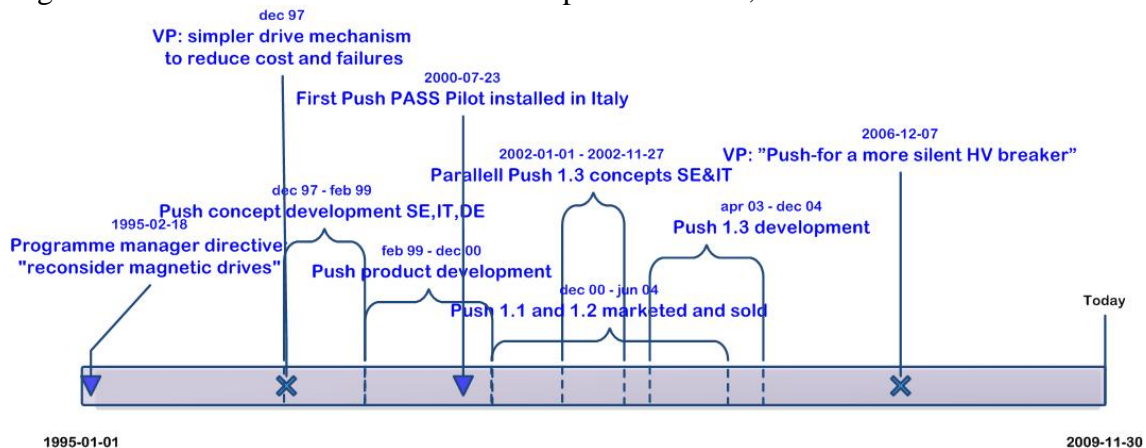 dec 97
VP: simpler drive mechanism
to reduce cost and failures
2000-07-23
First Push PASS Pilot installed in Italy
2006-12-07
VP: ”Push-for a more silent HV breaker”
2002-01-01 - 2002-11-27
Parallell Push 1.3 concepts SE&IT
dec 97 - feb 99
Push concept development SE,IT,DE
apr 03 - dec 04
Push 1.3 development
1995-02-18
Programme manager directive
"reconsider magnetic drives"
feb 99 - dec 00
Push product development
dec 00 - jun 04
Push 1.1 and 1.2 marketed and sold
Today
1995-01-01
2009-11-30